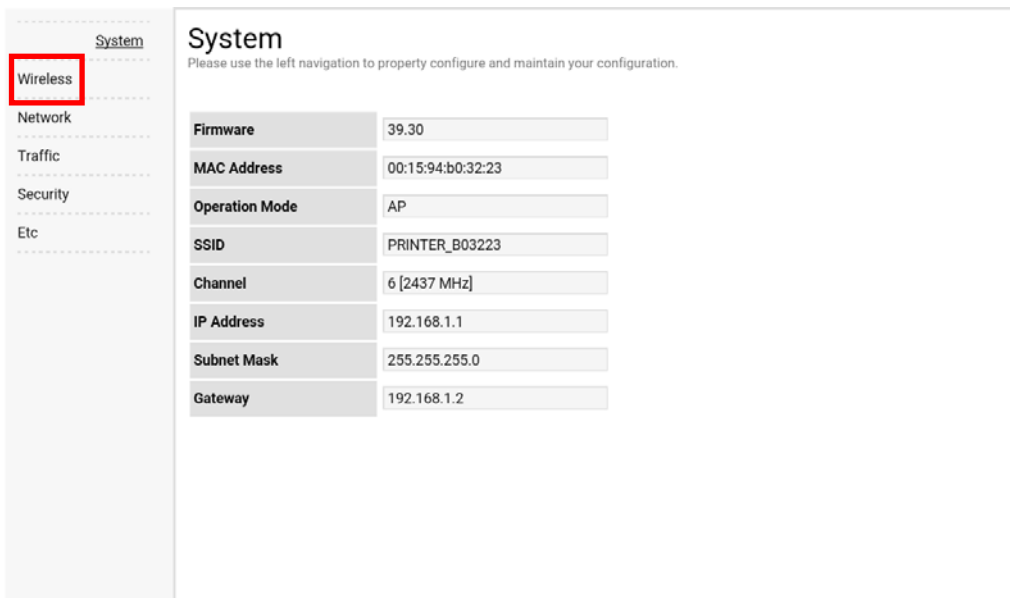 System
Wireless
Network
Traffic
Security
Etc
System
Please use the left navigation to property configure and maintain your configuration.
Firmware 39.30
MAC Address 00:15:94:b0:32:23
Operation Mode AP
SSID PRINTER_B03223
Channel 6 [2437 MHz]
IP Address 192.168.1.1
Subnet Mask 255.255.255.0
Gateway 192.168.1.2